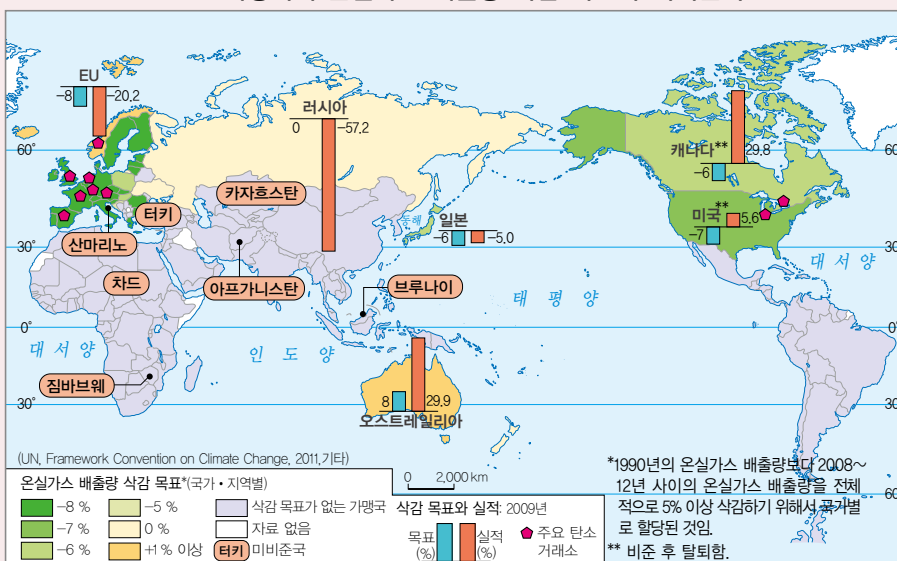 EU
-8
-20.2
러시아
0
-57.2
캐나다**
29.8
-6
60°
60°
카자흐스탄
터키
동해
일본
-6
-5.0
미국**
5.6
-7
산마리노
30°
30°
차드
아프가니스탄
브루나이
대서양
태평양
0°
0°
대서양
인도양
짐바브웨
8
29.9
오스트레일리아
30°
30°
(UN, Framework Convention on Climate Change, 2011,기타)
0 2,000 km
온실가스 배출량 삭감 목표*(국가·지역별)
-8 %
-5 %
삭감 목표가 없는 가맹국
-7 %
0 %
자료 없음
-6 %
+1 % 이상
터키 미비준국
삭감 목표와 실적: 2009년
목표(%)
실적(%)
주요 탄소
거래소
*1990년의 온실가스 배출량보다 2008~
12년 사이의 온실가스 배출량을 전체
적으로 5% 이상 삭감하기 위해서 국가별
로 할당된 것임.
** 비준 후 탈퇴함.
60°